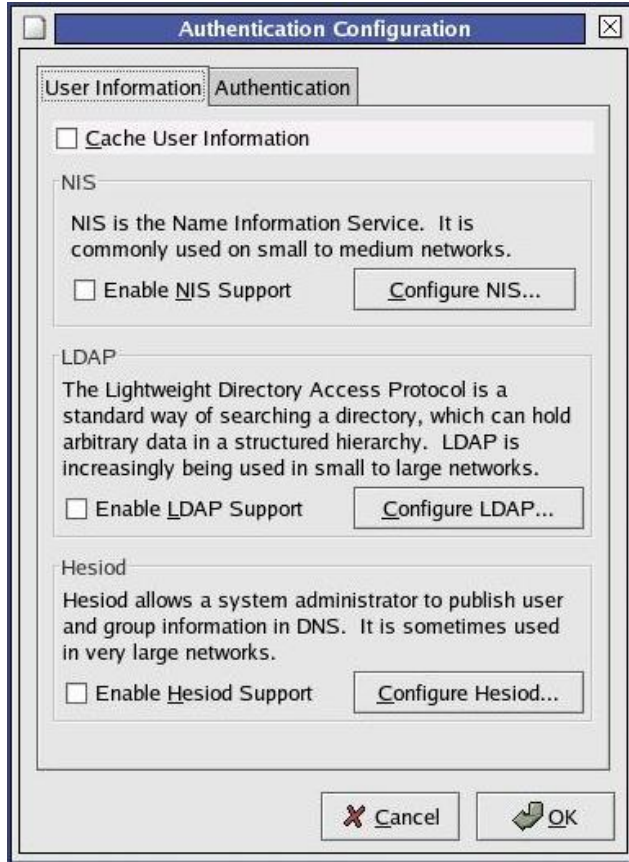 Authentication Configuration
User Information
Authentication
Cache User Information
NIS
NIS is the Name Information Service. It is
commonly used on small to medium networks.
Enable NIS Support
Configure NIS...
LDAP
The Lightweight Directory Access Protocol is a
standard way of searching a directory, which can hold
arbitrary data in a structured hierarchy. LDAP is
increasingly being used in small to large networks.
Enable LDAP Support
Configure LDAP...
Hesiod
Hesiod allows a system administrator to publish user
and group information in DNS. It is sometimes used
in very large networks.
Enable Hesiod Support
Configure Hesiod...
Cancel
OK